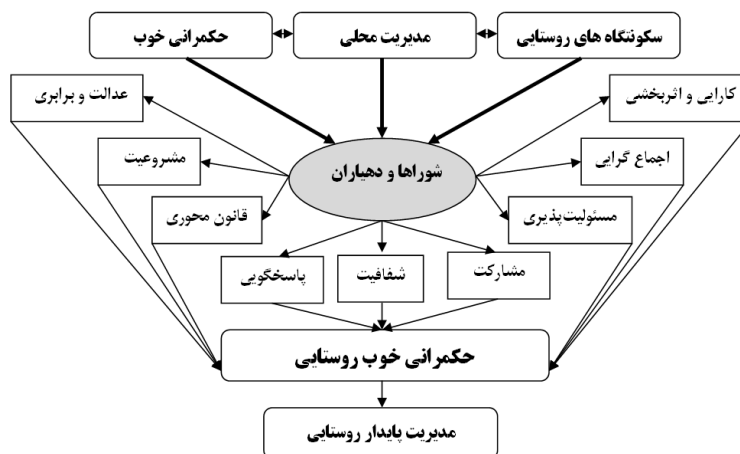 سکونتگاه های روستایی
مدیریت محلی
حکمرانی خوب
کارایی و اثربخشی
عدالت و برابری
شوراها و دهیاران
اجماع گرایی
مشروعیت
مسئولیت‌پذیری
قانون محوری
مشارکت
شفافیت
پاسخگویی
حکمرانی خوب روستایی
مدیریت پایدار روستایی